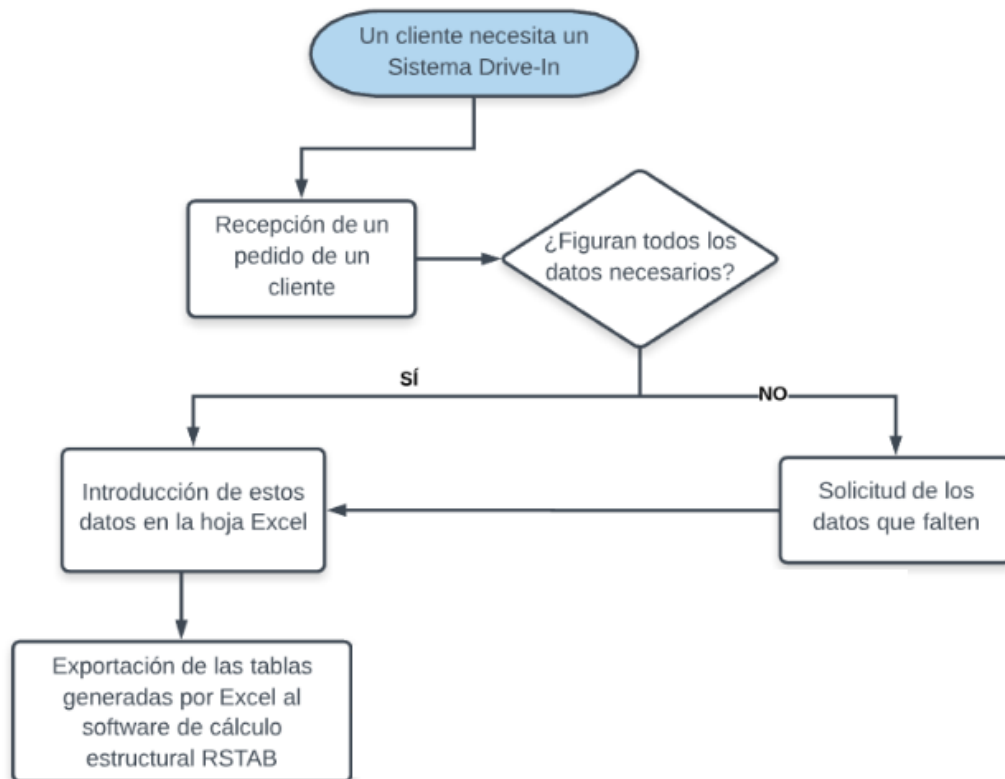 Un cliente necesita un
Sistema Drive-In
Recepción de un
pedido de un
cliente
¿Figuran todos los
datos necesarios?
SÍ
NO
Introducción de estos
datos en la hoja Excel
Solicitud de los
datos que falten
Exportación de las tablas
generadas por Excel al
software de cálculo
estructural RSTAB